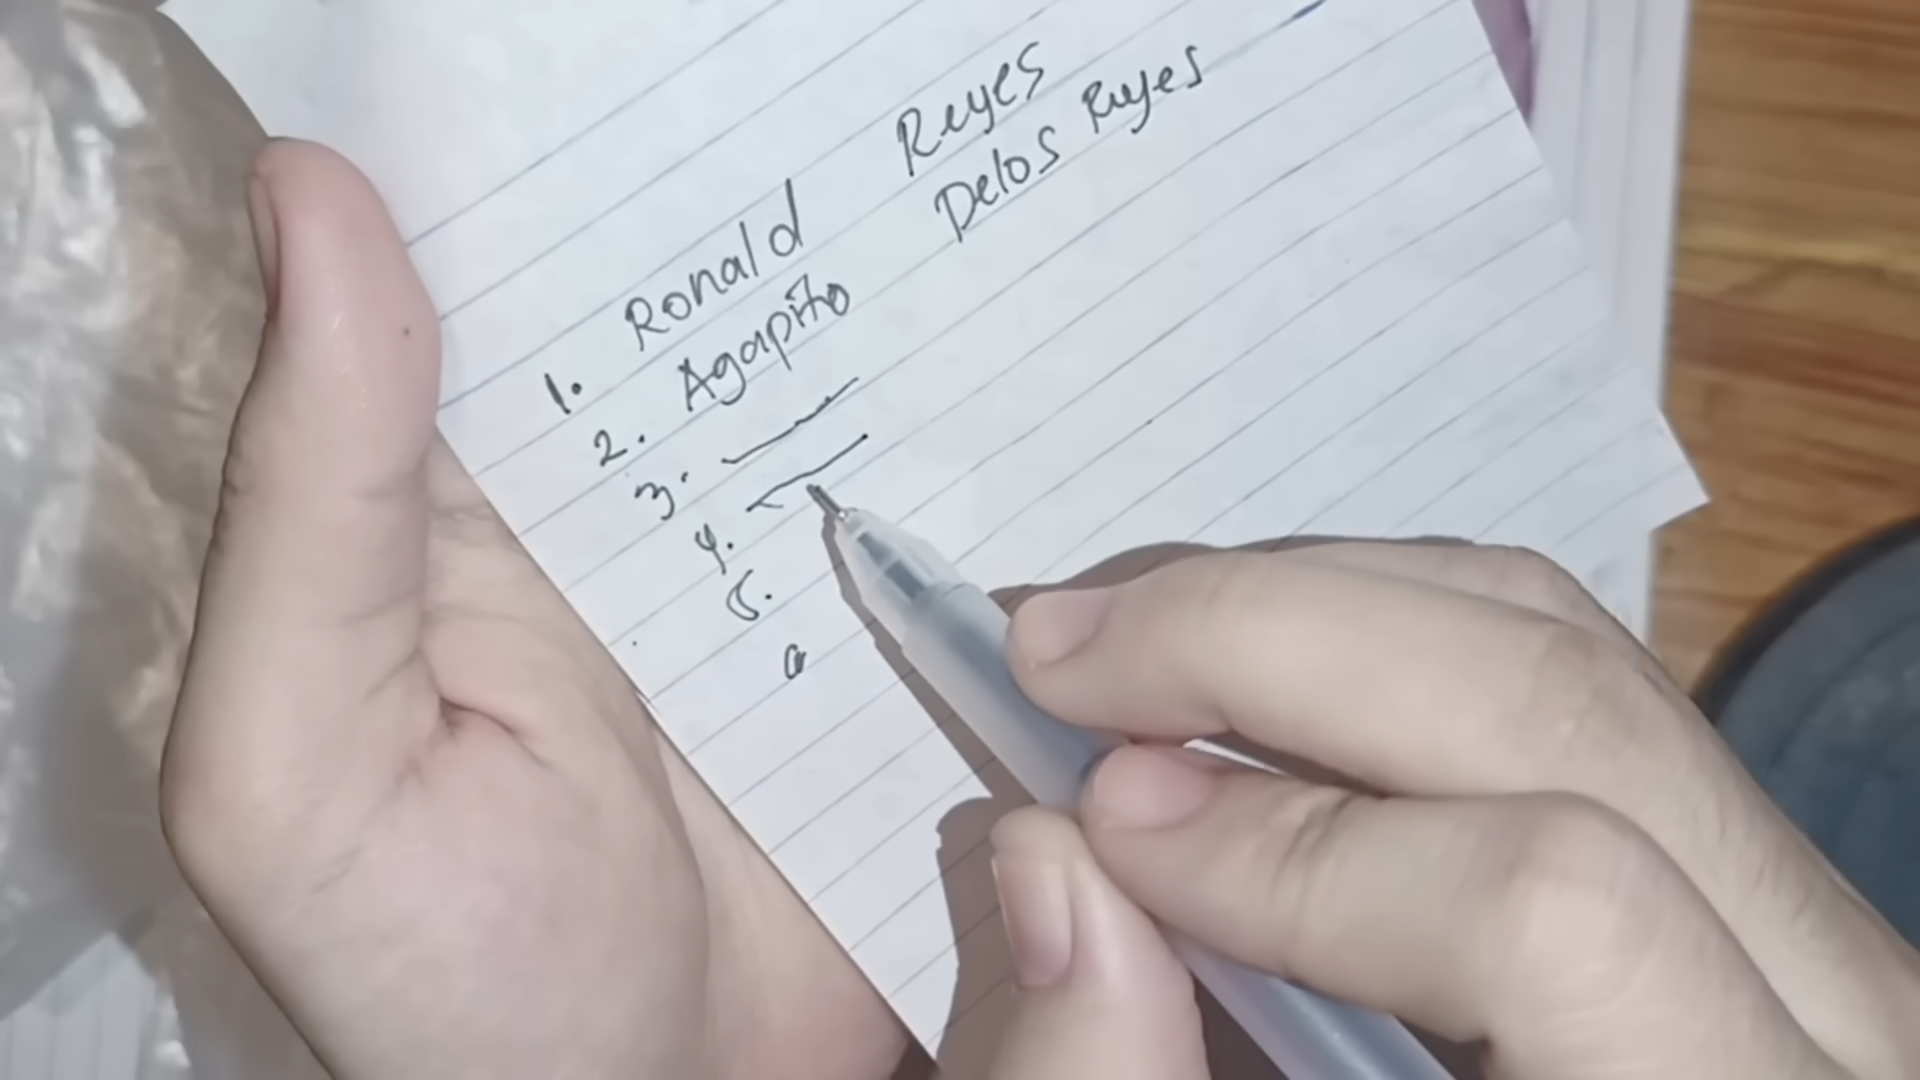 1. Ronald Reyes
2. Agapito Delos Reyes
3.
4.
5.
a